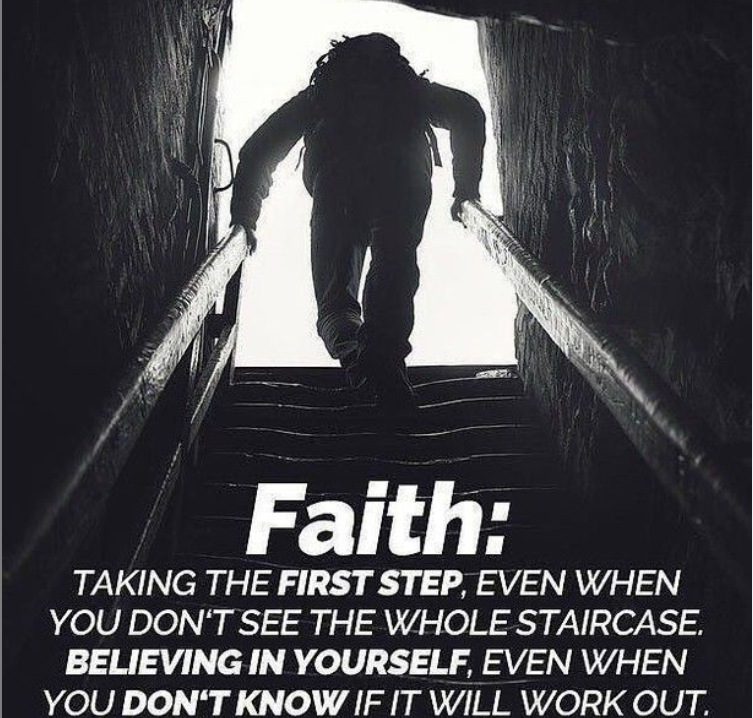 Faith:
TAKING THE FIRST STEP, EVEN WHEN
YOU DON‘T SEE THE WHOLE STAIRCASE.
BELIEVING IN YOURSELF, EVEN WHEN
YOU DON‘T KNOW IF IT WILL WORK OUT.